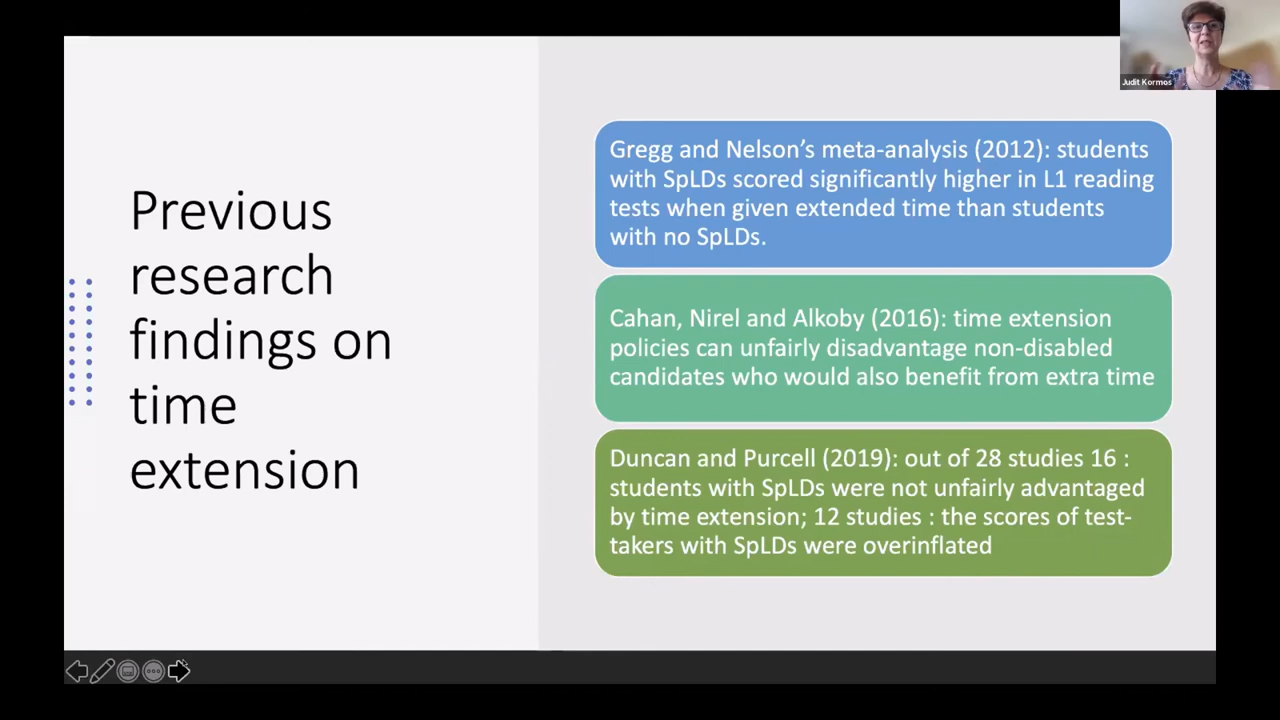 Judit Kormos
Previous
research
findings on
time
extension
Gregg and Nelson’s meta-analysis (2012): students
with SpLDs scored significantly higher in L1 reading
tests when given extended time than students
with no SpLDs.
Cahan, Nirel and Alkoby (2016): time extension
policies can unfairly disadvantage non-disabled
candidates who would also benefit from extra time
Duncan and Purcell (2019): out of 28 studies 16 :
students with SpLDs were not unfairly advantaged
by time extension; 12 studies : the scores of test-
takers with SpLDs were overinflated